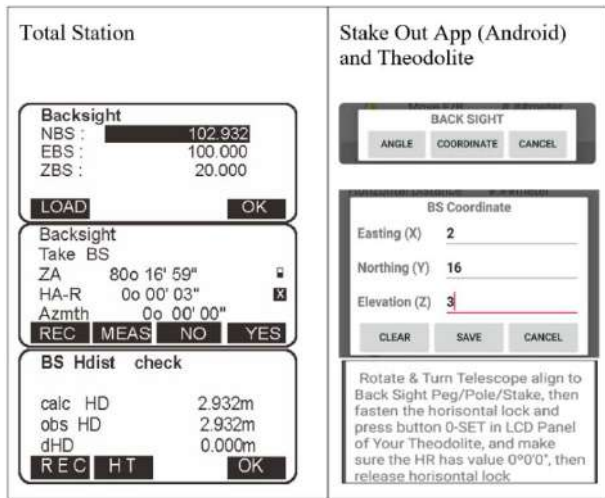 Total Station
Backsight
NBS : 102.932
EBS : 100.000
ZBS : 20.000
LOAD OK
Backsight
Take BS
ZA 80o 16' 59"
HA-R 0o 00' 03" X
Azmth 0o 00' 00"
REC MEAS NO YES
BS Hdist check
calc HD 2.932m
obs HD 2.932m
dHD 0.000m
REC HT OK
Stake Out App (Android)
and Theodolite
BACK SIGHT
ANGLE COORDINATE CANCEL
BS Coordinate
Easting (X) 2
Northing (Y) 16
Elevation (Z) 3
CLEAR SAVE CANCEL
Rotate & Turn Telescope align to
Back Sight Peg/Pole/Stake, then
fasten the horisontal lock and
press button 0-SET in LCD Panel
of Your Theodolite, and make
sure the HR has value 0º0'0", then
release horisontal lock